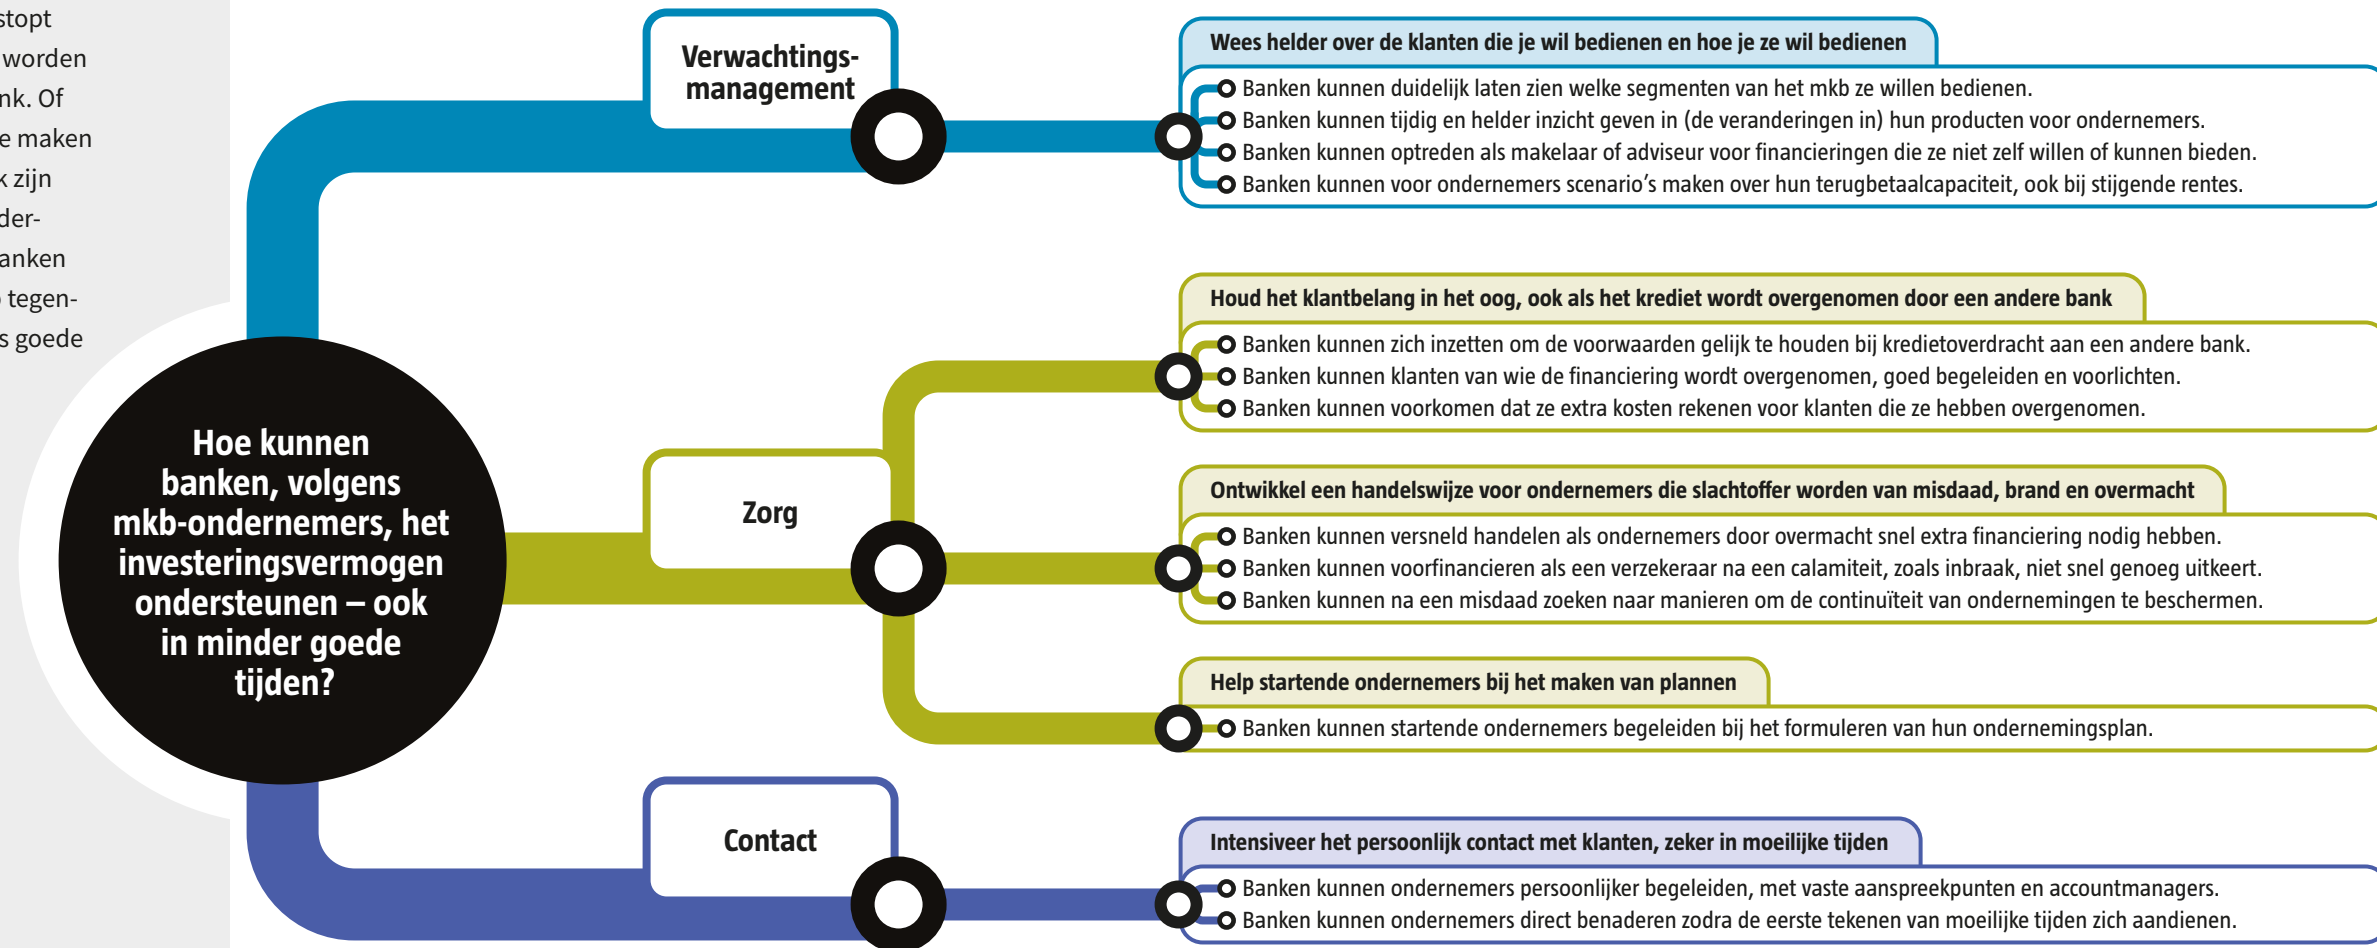 stopt
worden
nk. Of
e maken
k zijn
der-
anken
tegen-
s goede
Hoe kunnen
banken, volgens
mkb-ondernemers, het
investeringsvermogen
ondersteunen – ook
in minder goede
tijden?
Verwachtings-
management
Wees helder over de klanten die je wil bedienen en hoe je ze wil bedienen
Banken kunnen duidelijk laten zien welke segmenten van het mkb ze willen bedienen.
Banken kunnen tijdig en helder inzicht geven in (de veranderingen in) hun producten voor ondernemers.
Banken kunnen optreden als makelaar of adviseur voor financieringen die ze niet zelf willen of kunnen bieden.
Banken kunnen voor ondernemers scenario's maken over hun terugbetaalcapaciteit, ook bij stijgende rentes.
Zorg
Houd het klantbelang in het oog, ook als het krediet wordt overgenomen door een andere bank
Banken kunnen zich inzetten om de voorwaarden gelijk te houden bij kredietoverdracht aan een andere bank.
Banken kunnen klanten van wie de financiering wordt overgenomen, goed begeleiden en voorlichten.
Banken kunnen voorkomen dat ze extra kosten rekenen voor klanten die ze hebben overgenomen.
Ontwikkel een handelswijze voor ondernemers die slachtoffer worden van misdaad, brand en overmacht
Banken kunnen versneld handelen als ondernemers door overmacht snel extra financiering nodig hebben.
Banken kunnen voorfinancieren als een verzekeraar na een calamiteit, zoals inbraak, niet snel genoeg uitkeert.
Banken kunnen na een misdaad zoeken naar manieren om de continuïteit van ondernemingen te beschermen.
Help startende ondernemers bij het maken van plannen
Banken kunnen startende ondernemers begeleiden bij het formuleren van hun ondernemingsplan.
Contact
Intensiveer het persoonlijk contact met klanten, zeker in moeilijke tijden
Banken kunnen ondernemers persoonlijker begeleiden, met vaste aanspreekpunten en accountmanagers.
Banken kunnen ondernemers direct benaderen zodra de eerste tekenen van moeilijke tijden zich aandienen.